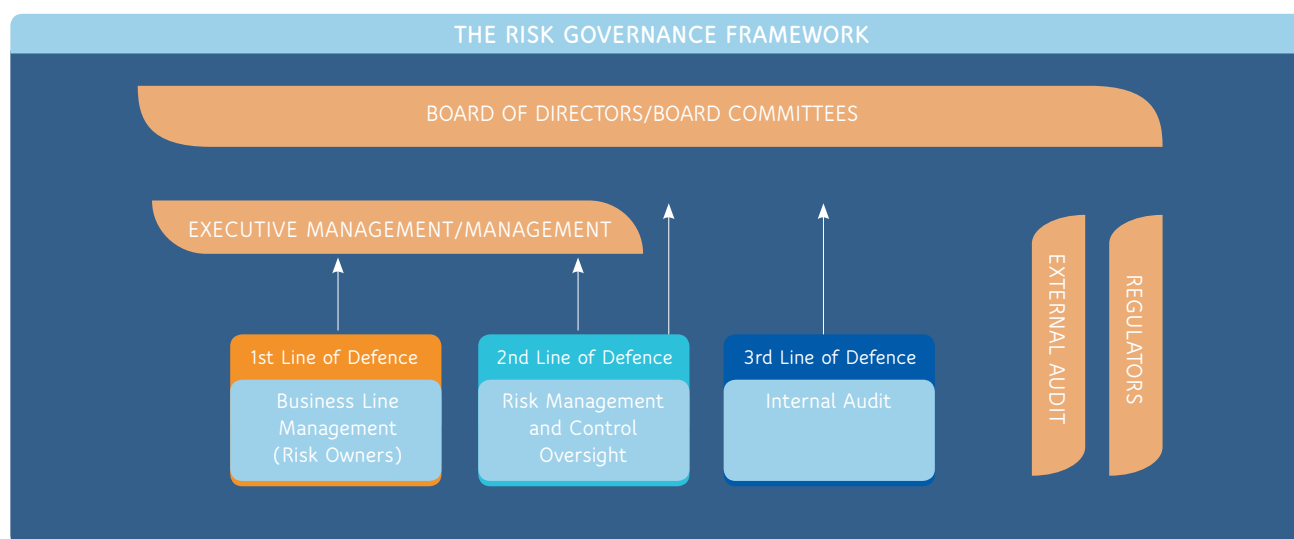 THE RISK GOVERNANCE FRAMEWORK
BOARD OF DIRECTORS/BOARD COMMITTEES
EXECUTIVE MANAGEMENT/MANAGEMENT
1st Line of Defence
Business Line
Management
(Risk Owners)
2nd Line of Defence
Risk Management
and Control
Oversight
3rd Line of Defence
Internal Audit
EXTERNAL AUDIT
REGULATORS